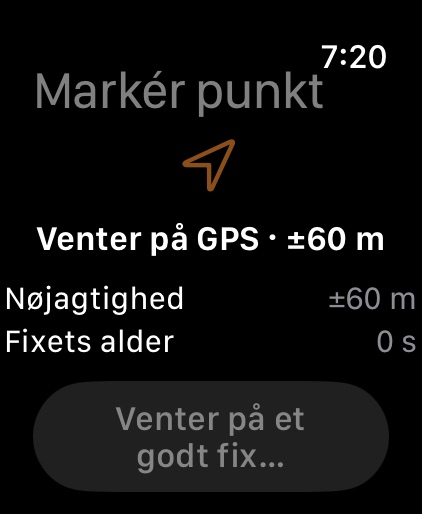 7:20
Markér punkt
Venter på GPS · ±60 m
Nøjagtighed ±60 m
Fixets alder 0 s
Venter på et
godt fix...